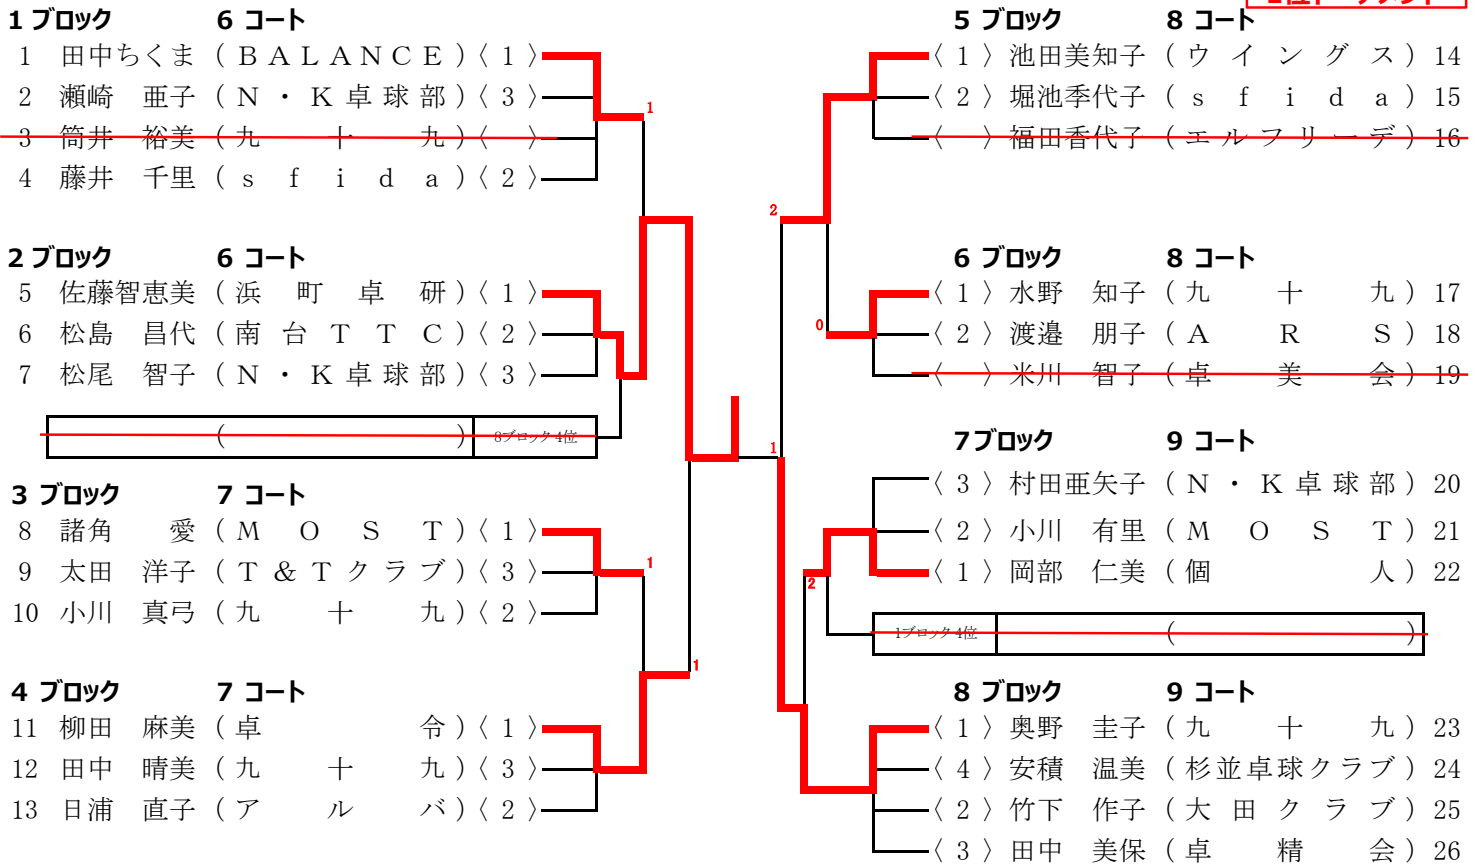 1 ブロック 6 コート
1 田中ちくま (BALANCE) 〈 1 〉
2 瀬崎 亜子 (N・K卓球部) 〈 3 〉
3 筒井 裕美 (九十九) 〈 〉
4 藤井 千里 (sfida) 〈 2 〉
1
2 ブロック 6 コート
5 佐藤智恵美 (浜町卓研) 〈 1 〉
6 松島 昌代 (南台TTC) 〈 2 〉
7 松尾 智子 (N・K卓球部) 〈 3 〉
( ) 8ブロック4位
3 ブロック 7 コート
8 諸角 愛 (MOST) 〈 1 〉
9 太田 洋子 (T&Tクラブ) 〈 3 〉
10 小川 真弓 (九十九) 〈 2 〉
1
1
4 ブロック 7 コート
11 柳田 麻美 (卓令) 〈 1 〉
12 田中 晴美 (九十九) 〈 3 〉
13 日浦 直子 (アルバ) 〈 2 〉
5 ブロック 8 コート
〈 1 〉 池田美知子 (ウイングス) 14
〈 2 〉 堀池季代子 (sfida) 15
〈 〉 福田香代子 (エルフリーデ) 16
2
6 ブロック 8 コート
〈 1 〉 水野 知子 (九十九) 17
0
〈 2 〉 渡邉 朋子 (ARS) 18
〈 〉 米川 智子 (卓美会) 19
1
7ブロック 9 コート
〈 3 〉 村田亜矢子 (N・K卓球部) 20
〈 2 〉 小川 有里 (MOST) 21
〈 1 〉 岡部 仁美 (個人) 22
2
1ブロック4位 ( )
8 ブロック 9 コート
〈 1 〉 奥野 圭子 (九十九) 23
〈 4 〉 安積 温美 (杉並卓球クラブ) 24
〈 2 〉 竹下 作子 (大田クラブ) 25
〈 3 〉 田中 美保 (卓精会) 26